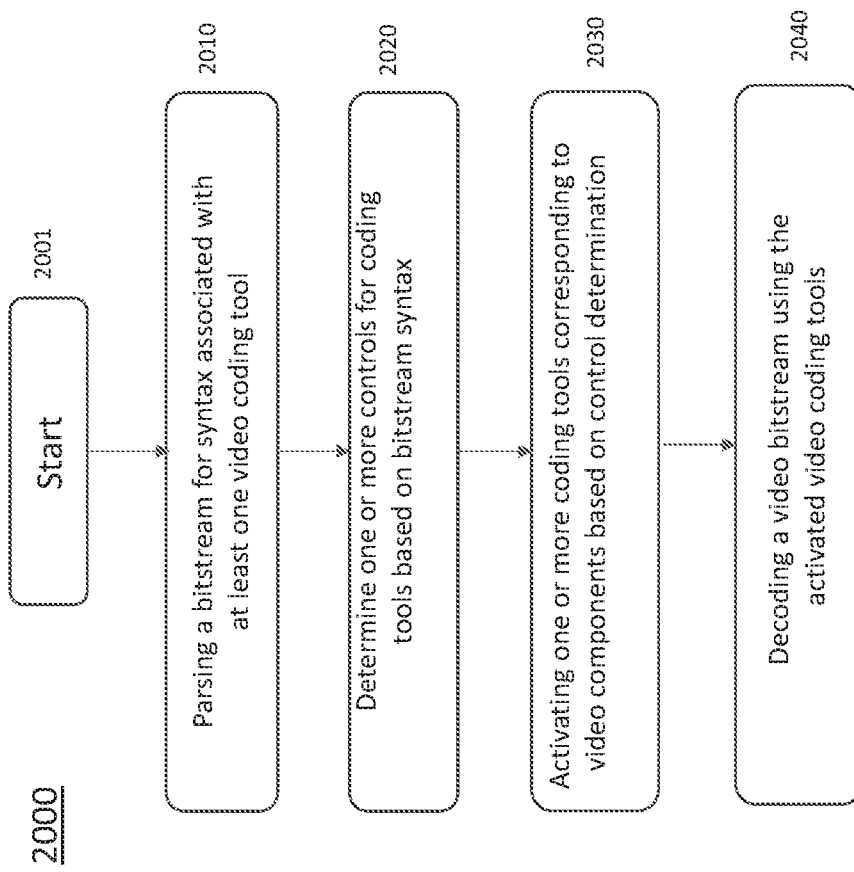 2000
Start
2001
Parsing a bitstream for syntax associated with
at least one video coding tool
2010
Determine one or more controls for coding
tools based on bitstream syntax
2020
Activating one or more coding tools corresponding to
video components based on control determination
2030
Decoding a video bitstream using the
activated video coding tools
2040